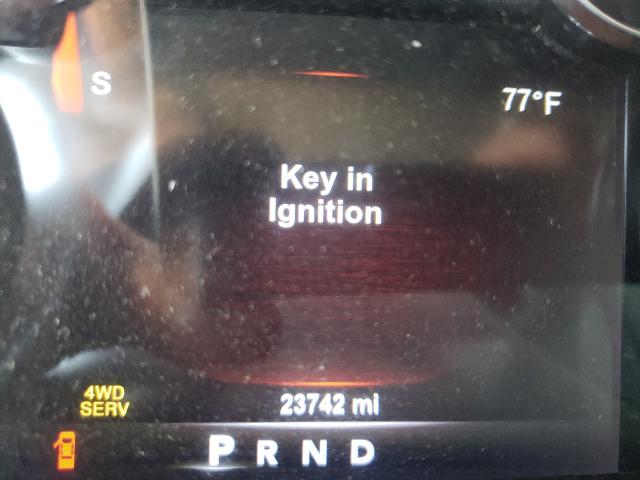 S
77°F
Key in
Ignition
4WD
SERV
23742 mi
P R N D